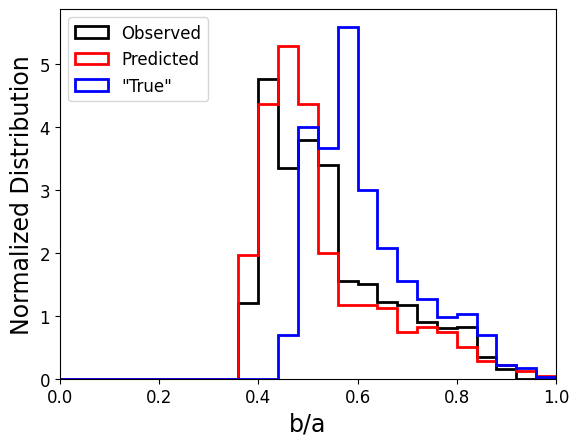 Observed
Predicted
"True"
Normalized Distribution
5
4
3
2
1
0
0.0 0.2 0.4 0.6 0.8 1.0
b/a